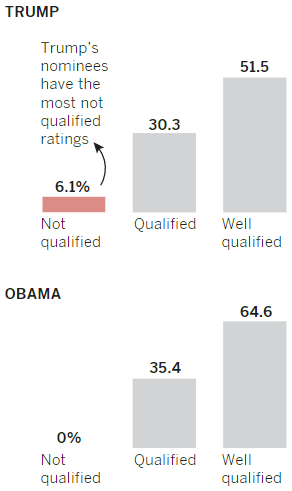 TRUMP
Trump's
nominees
have the
most not
qualified
ratings
51.5
30.3
6.1%
Not
qualified
Qualified
Well
qualified
OBAMA
64.6
35.4
0%
Not
qualified
Qualified
Well
qualified